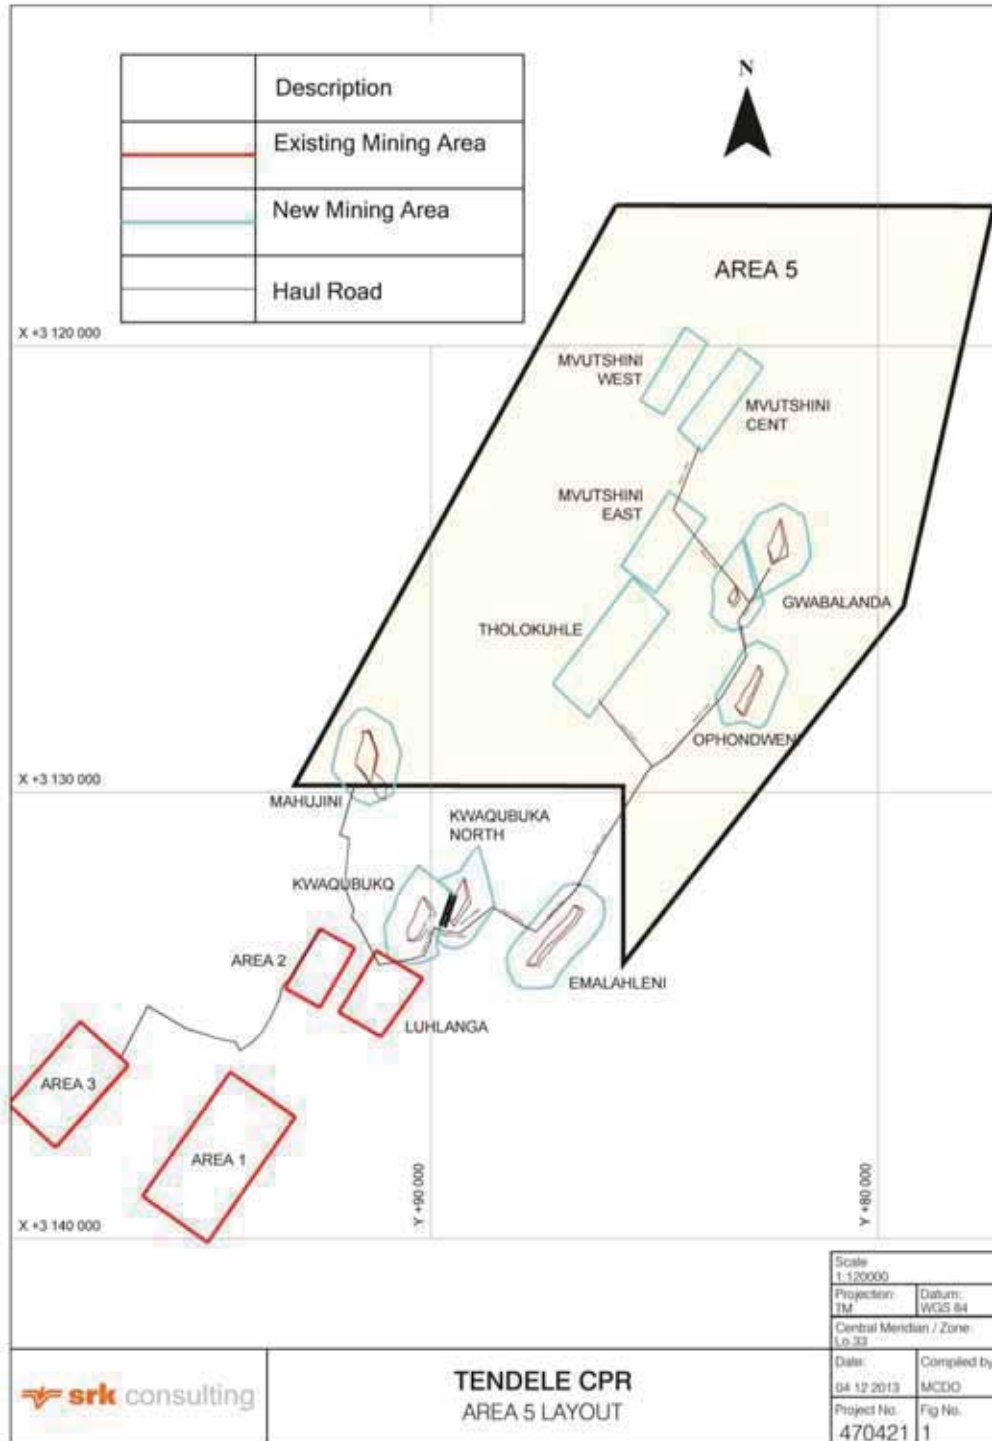 Description
Existing Mining Area
New Mining Area
Haul Road
N
AREA 5
X +3 120 000
MVUTSHINI
WEST
MVUTSHINI
CENT
MVUTSHINI
EAST
GWABALANDA
THOLOKUHLE
OPHONDWENI
X +3 130 000
MAHUJINI
KWAQUBUKA
NORTH
KWAQUBUKQ
AREA 2
EMALAHLENI
LUHLANGA
AREA 3
AREA 1
Y +90 000
Y +80 000
X +3 140 000
Scale
1:120000
Projection:
TM
Datum:
WGS 84
Central Meridian / Zone:
Lo 33
Date:
04 12 2013
Compiled by
MCDO
Project No.
470421
Fig No.
1
srk consulting
TENDELE CPR
AREA 5 LAYOUT